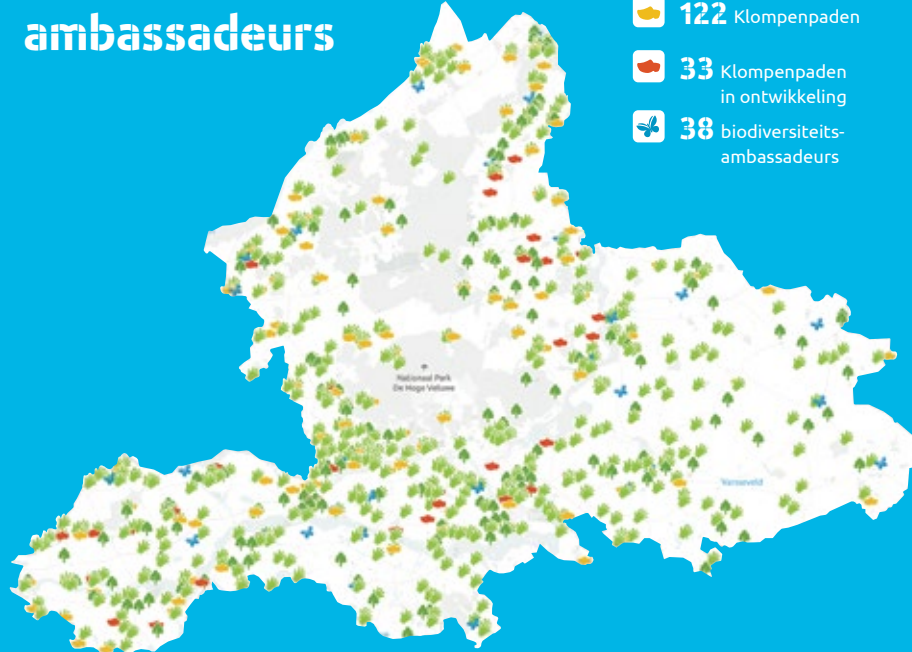 ambassadeurs
122 Klompenpaden
33 Klompenpaden
in ontwikkeling
38 biodiversiteits-
ambassadeurs
Nationaal Park
De Hoge Veluwe
Varsseveld